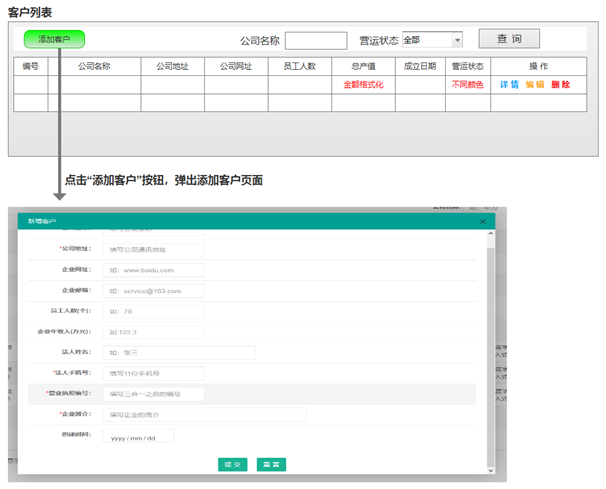 客户列表
添加客户 公司名称 营运状态 全部 查 询
编号 公司名称 公司地址 公司网址 员工人数 总产值 成立日期 营运状态 操 作
金额格式化 不同颜色 详 情 编 辑 删 除
点击“添加客户”按钮，弹出添加客户页面
新增客户
*公司地址： 填写公司通讯地址
企业网址： 如：www.baidu.com
企业邮箱： 如：service@163.com
员工人数(个)： 如：78
企业年收入(万元)： 如 122.3
法人姓名： 如：张三
*法人手机号： 填写11位手机号
*营业执照编号： 填写三合一之后的编号
*企业简介： 填写企业的简介
创建时间： yyyy / mm / dd
提 交 重 置